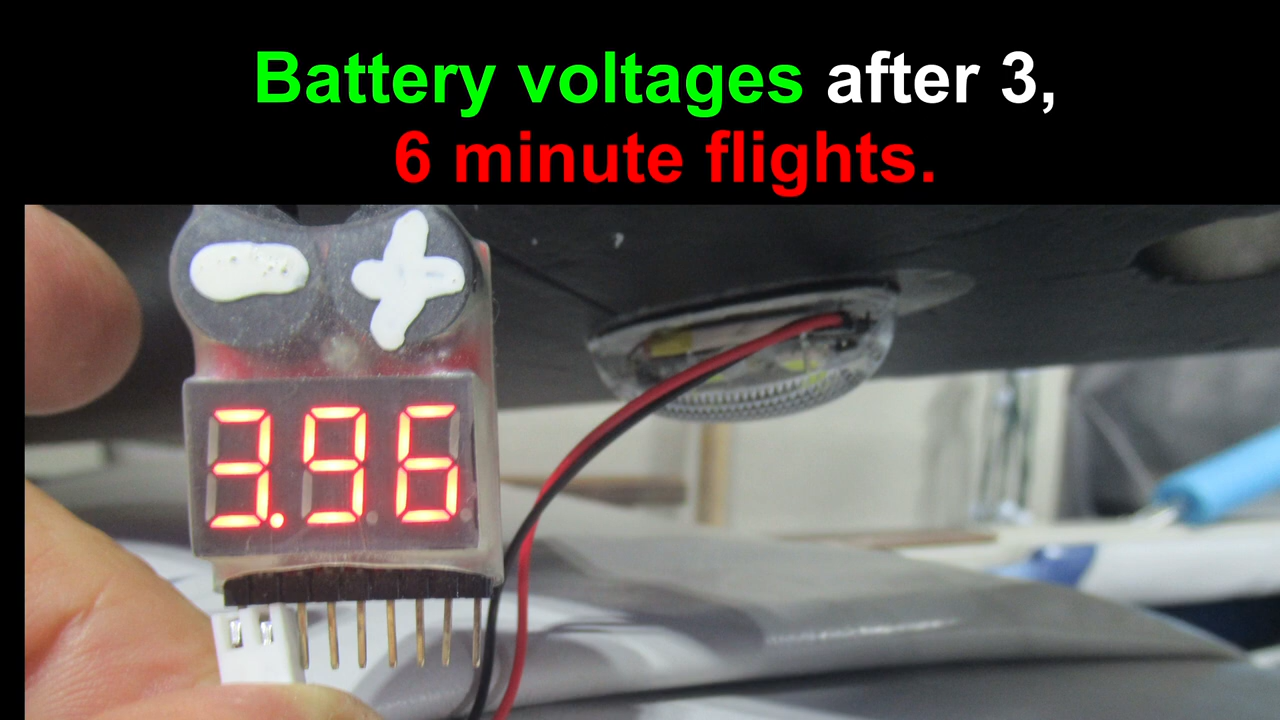 Battery voltages after 3,
6 minute flights.
- +
3.96